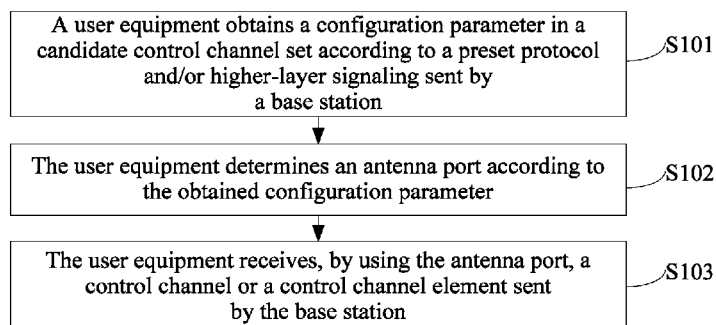 A user equipment obtains a configuration parameter in a
candidate control channel set according to a preset protocol
and/or higher-layer signaling sent by
a base station
S101
The user equipment determines an antenna port according to
the obtained configuration parameter
S102
The user equipment receives, by using the antenna port, a
control channel or a control channel element sent
by the base station
S103